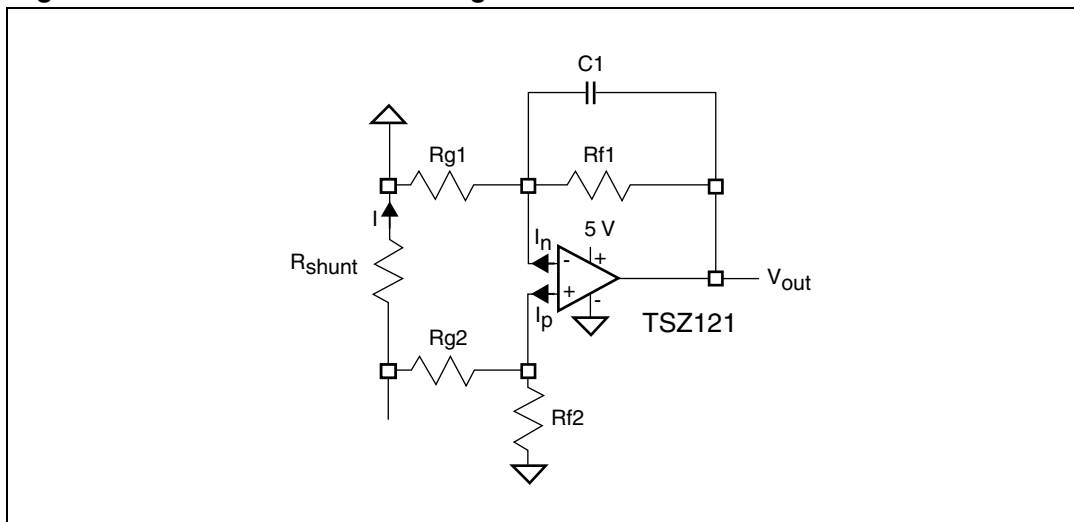 C1
Rg1
Rf1
I
In
5 V
Rshunt
-
+
+
-
Vout
Ip
TSZ121
Rg2
Rf2